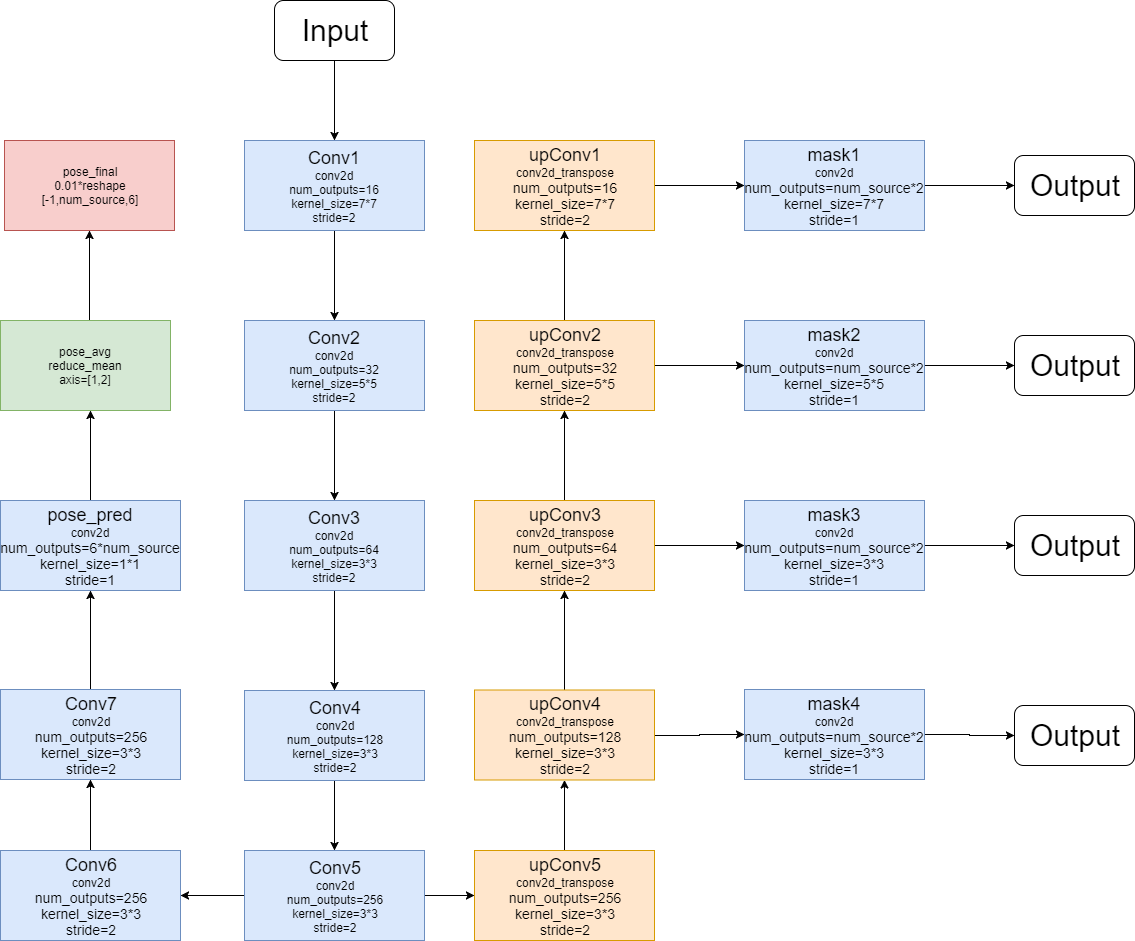 Input
pose_final
0.01*reshape
[-1,num_source,6]
Conv1
conv2d
num_outputs=16
kernel_size=7*7
stride=2
upConv1
conv2d_transpose
num_outputs=16
kernel_size=7*7
stride=2
mask1
conv2d
num_outputs=num_source*2
kernel_size=7*7
stride=1
Output
pose_avg
reduce_mean
axis=[1,2]
Conv2
conv2d
num_outputs=32
kernel_size=5*5
stride=2
upConv2
conv2d_transpose
num_outputs=32
kernel_size=5*5
stride=2
mask2
conv2d
num_outputs=num_source*2
kernel_size=5*5
stride=1
Output
pose_pred
conv2d
num_outputs=6*num_source
kernel_size=1*1
stride=1
Conv3
conv2d
num_outputs=64
kernel_size=3*3
stride=2
upConv3
conv2d_transpose
num_outputs=64
kernel_size=3*3
stride=2
mask3
conv2d
num_outputs=num_source*2
kernel_size=3*3
stride=1
Output
Conv7
conv2d
num_outputs=256
kernel_size=3*3
stride=2
Conv4
conv2d
num_outputs=128
kernel_size=3*3
stride=2
upConv4
conv2d_transpose
num_outputs=128
kernel_size=3*3
stride=2
mask4
conv2d
num_outputs=num_source*2
kernel_size=3*3
stride=1
Output
Conv6
conv2d
num_outputs=256
kernel_size=3*3
stride=2
Conv5
conv2d
num_outputs=256
kernel_size=3*3
stride=2
upConv5
conv2d_transpose
num_outputs=256
kernel_size=3*3
stride=2